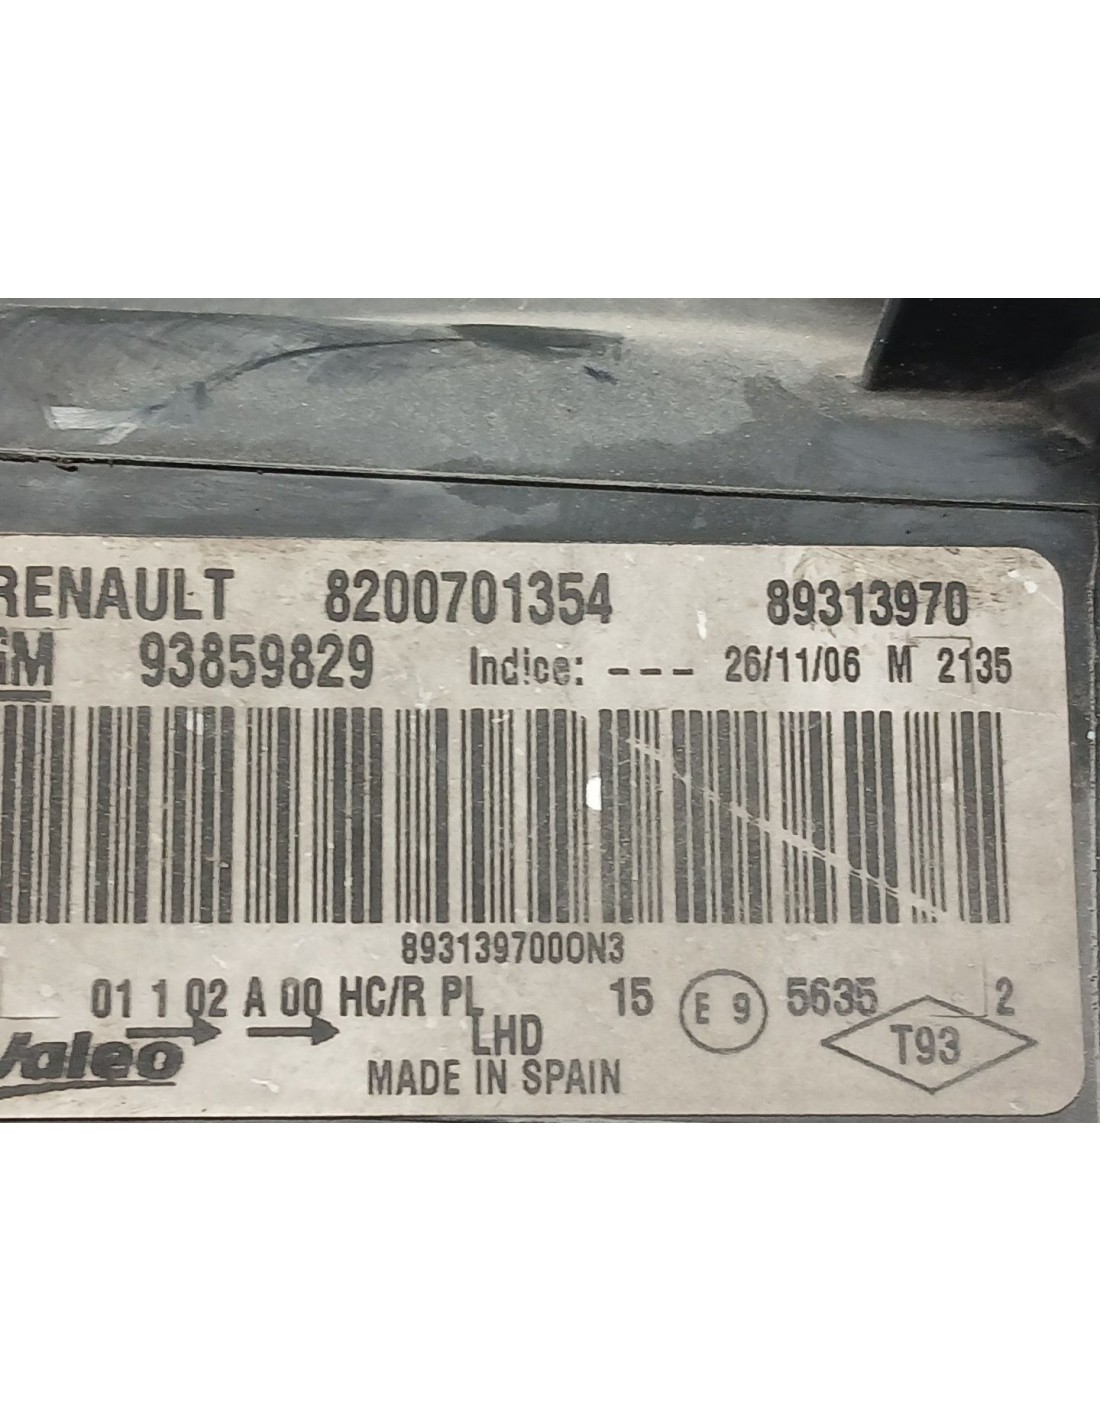 RENAULT 8200701354 89313970
GM 93859829 Indice: --- 26/11/06 M 2135
8931397000N3
01 1 02 A 00 HC/R PL 15 E 9 5635 2
LHD T93
Valeo
MADE IN SPAIN